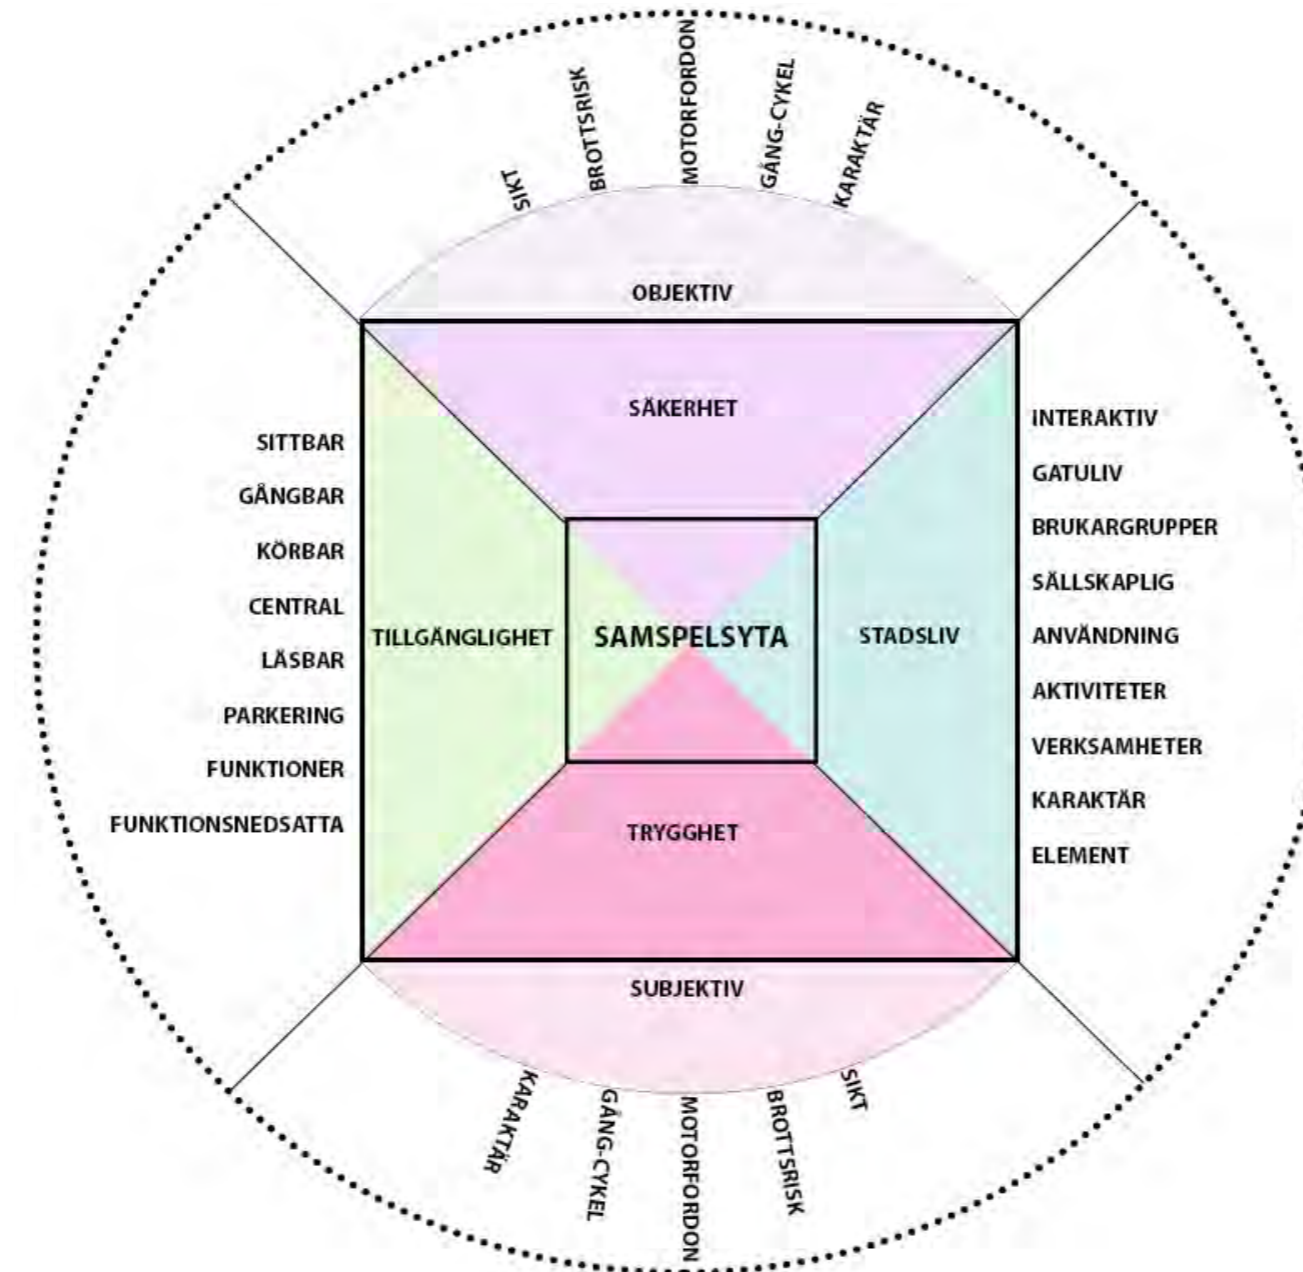 SIKT
BROTTSRISK
MOTORFORDON
GÅNG-CYKEL
KARAKTÄR
OBJEKTIV
SÄKERHET
SITTBAR
GÅNGBAR
KÖRBAR
CENTRAL
LÄSBAR
PARKERING
FUNKTIONER
FUNKTIONSNEDSATTA
TILLGÄNGLIGHET
SAMSPELSYTA
STADSLIV
INTERAKTIV
GATULIV
BRUKARGRUPPER
SÄLLSKAPLIG
ANVÄNDNING
AKTIVITETER
VERKSAMHETER
KARAKTÄR
ELEMENT
TRYGGHET
SUBJEKTIV
KARAKTÄR
GÅNG-CYKEL
MOTORFORDON
BROTTSRISK
SIKT